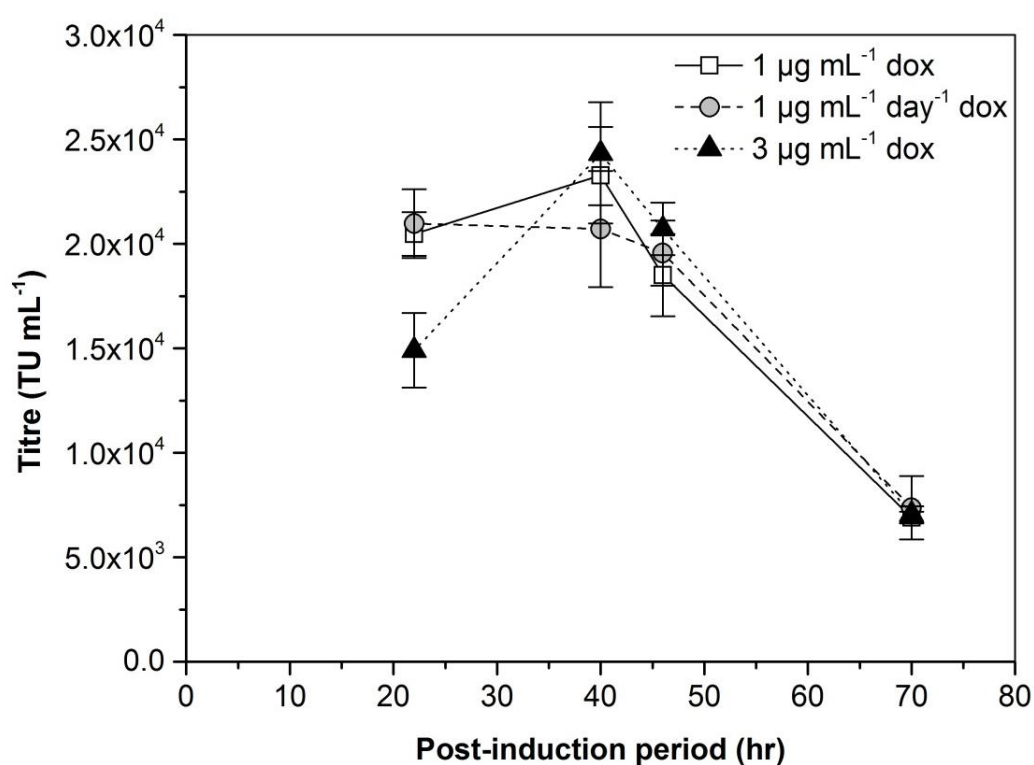 3.0x10⁴
2.5x10⁴
2.0x10⁴
1.5x10⁴
1.0x10⁴
5.0x10³
0.0
Titre (TU mL⁻¹)
1 µg mL⁻¹ dox
1 µg mL⁻¹ day⁻¹ dox
3 µg mL⁻¹ dox
0 10 20 30 40 50 60 70 80
Post-induction period (hr)